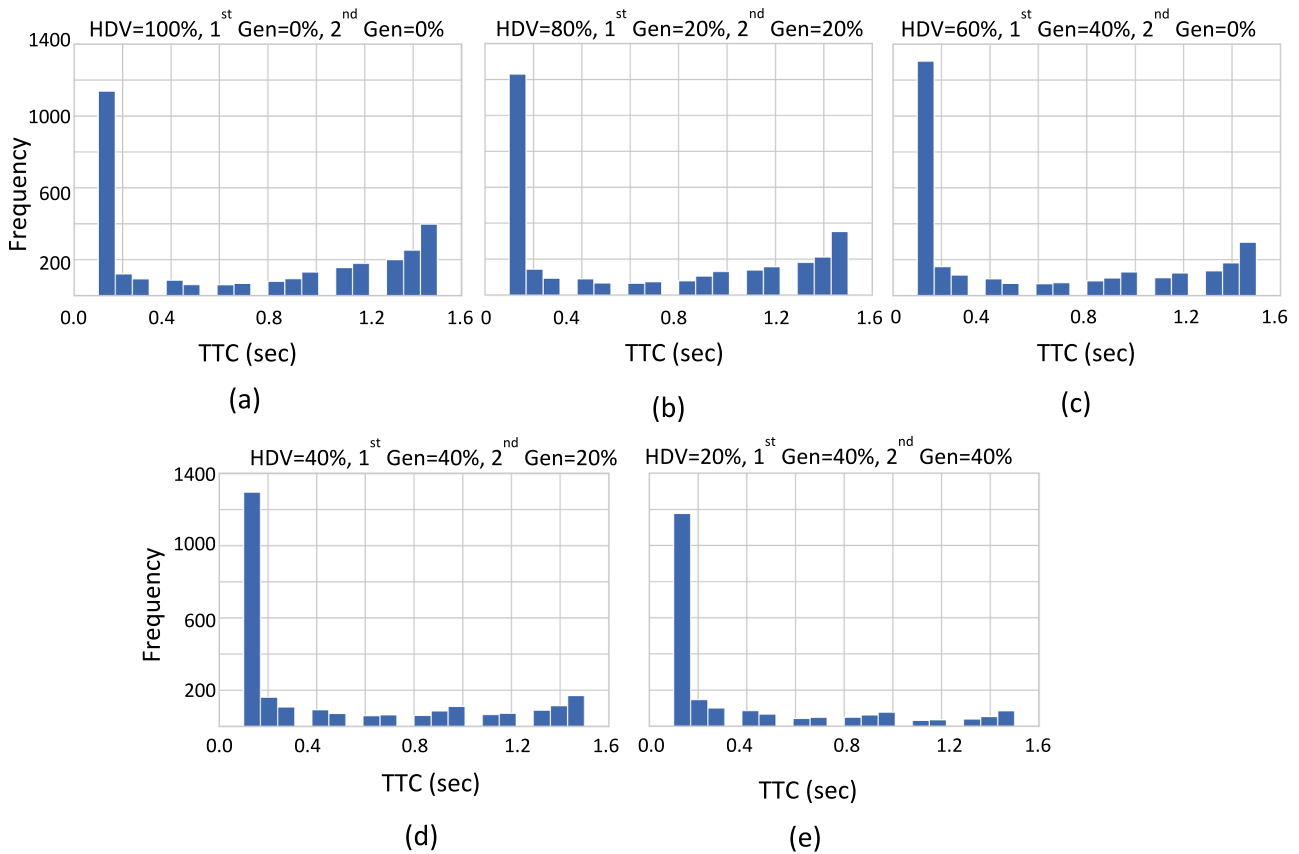 HDV=100%, 1st Gen=0%, 2nd Gen=0%
HDV=80%, 1st Gen=20%, 2nd Gen=20%
HDV=60%, 1st Gen=40%, 2nd Gen=0%
1400
1000
600
200
Frequency
0.0 0.4 0.8 1.2 1.6
0 0.4 0.8 1.2 1.6
0 0.4 0.8 1.2 1.6
TTC (sec)
TTC (sec)
TTC (sec)
(a)
(b)
(c)
HDV=40%, 1st Gen=40%, 2nd Gen=20%
HDV=20%, 1st Gen=40%, 2nd Gen=40%
1400
1000
600
200
Frequency
0.0 0.4 0.8 1.2 1.6
0.0 0.4 0.8 1.2 1.6
TTC (sec)
TTC (sec)
(d)
(e)